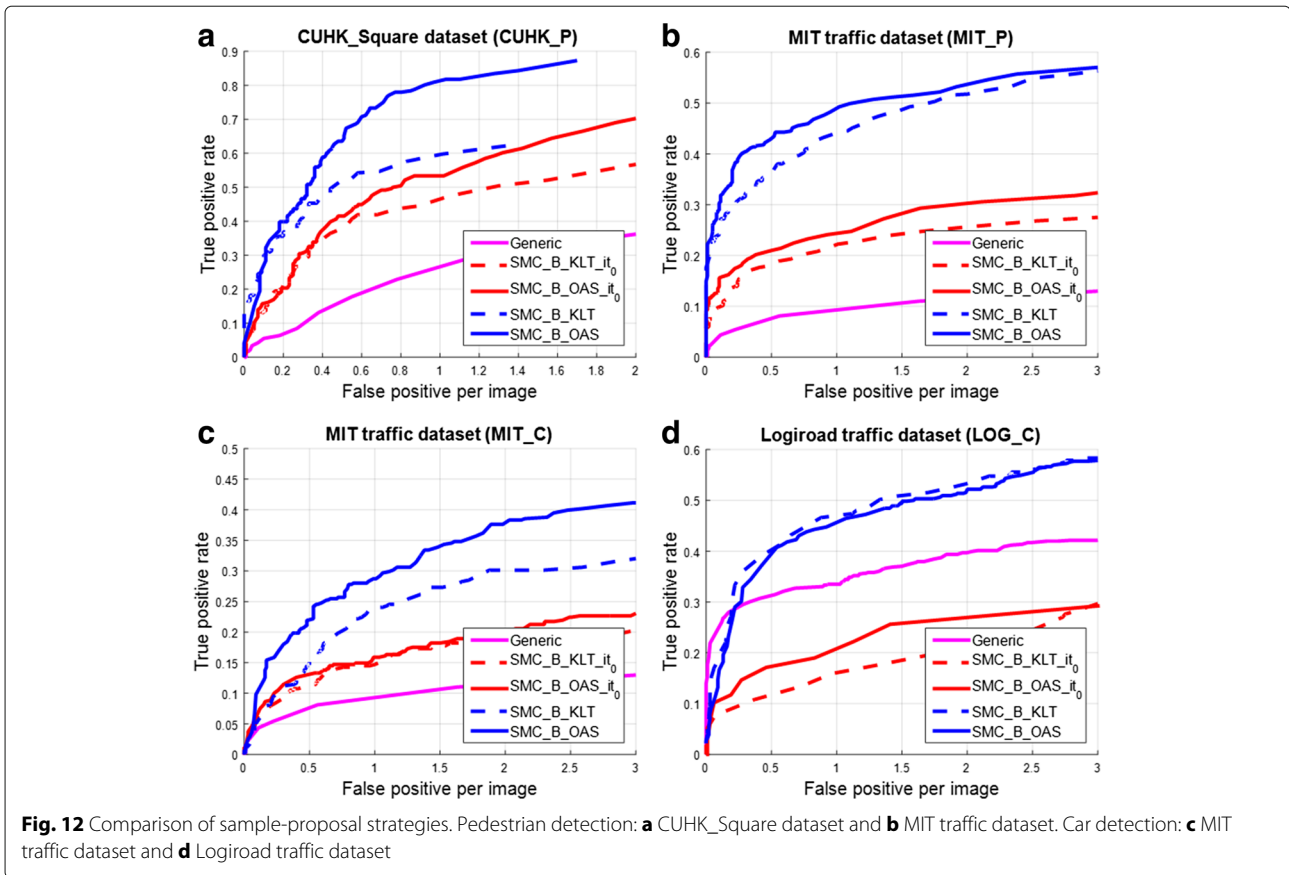 a
CUHK_Square dataset (CUHK_P)
True positive rate
0.9
0.8
0.7
0.6
0.5
0.4
0.3
0.2
0.1
0
0 0.2 0.4 0.6 0.8 1 1.2 1.4 1.6 1.8 2
False positive per image
Generic
SMC_B_KLT_it0
SMC_B_OAS_it0
SMC_B_KLT
SMC_B_OAS
b
MIT traffic dataset (MIT_P)
True positive rate
0.6
0.5
0.4
0.3
0.2
0.1
0
0 0.5 1 1.5 2 2.5 3
False positive per image
Generic
SMC_B_KLT_it0
SMC_B_OAS_it0
SMC_B_KLT
SMC_B_OAS
c
MIT traffic dataset (MIT_C)
True positive rate
0.5
0.45
0.4
0.35
0.3
0.25
0.2
0.15
0.1
0.05
0
0 0.5 1 1.5 2 2.5 3
False positive per image
Generic
SMC_B_KLT_it0
SMC_B_OAS_it0
SMC_B_KLT
SMC_B_OAS
d
Logiroad traffic dataset (LOG_C)
True positive rate
0.6
0.5
0.4
0.3
0.2
0.1
0
0 0.5 1 1.5 2 2.5 3
False positive per image
Generic
SMC_B_KLT_it0
SMC_B_OAS_it0
SMC_B_KLT
SMC_B_OAS
Fig. 12 Comparison of sample-proposal strategies. Pedestrian detection: a CUHK_Square dataset and b MIT traffic dataset. Car detection: c MIT
traffic dataset and d Logiroad traffic dataset